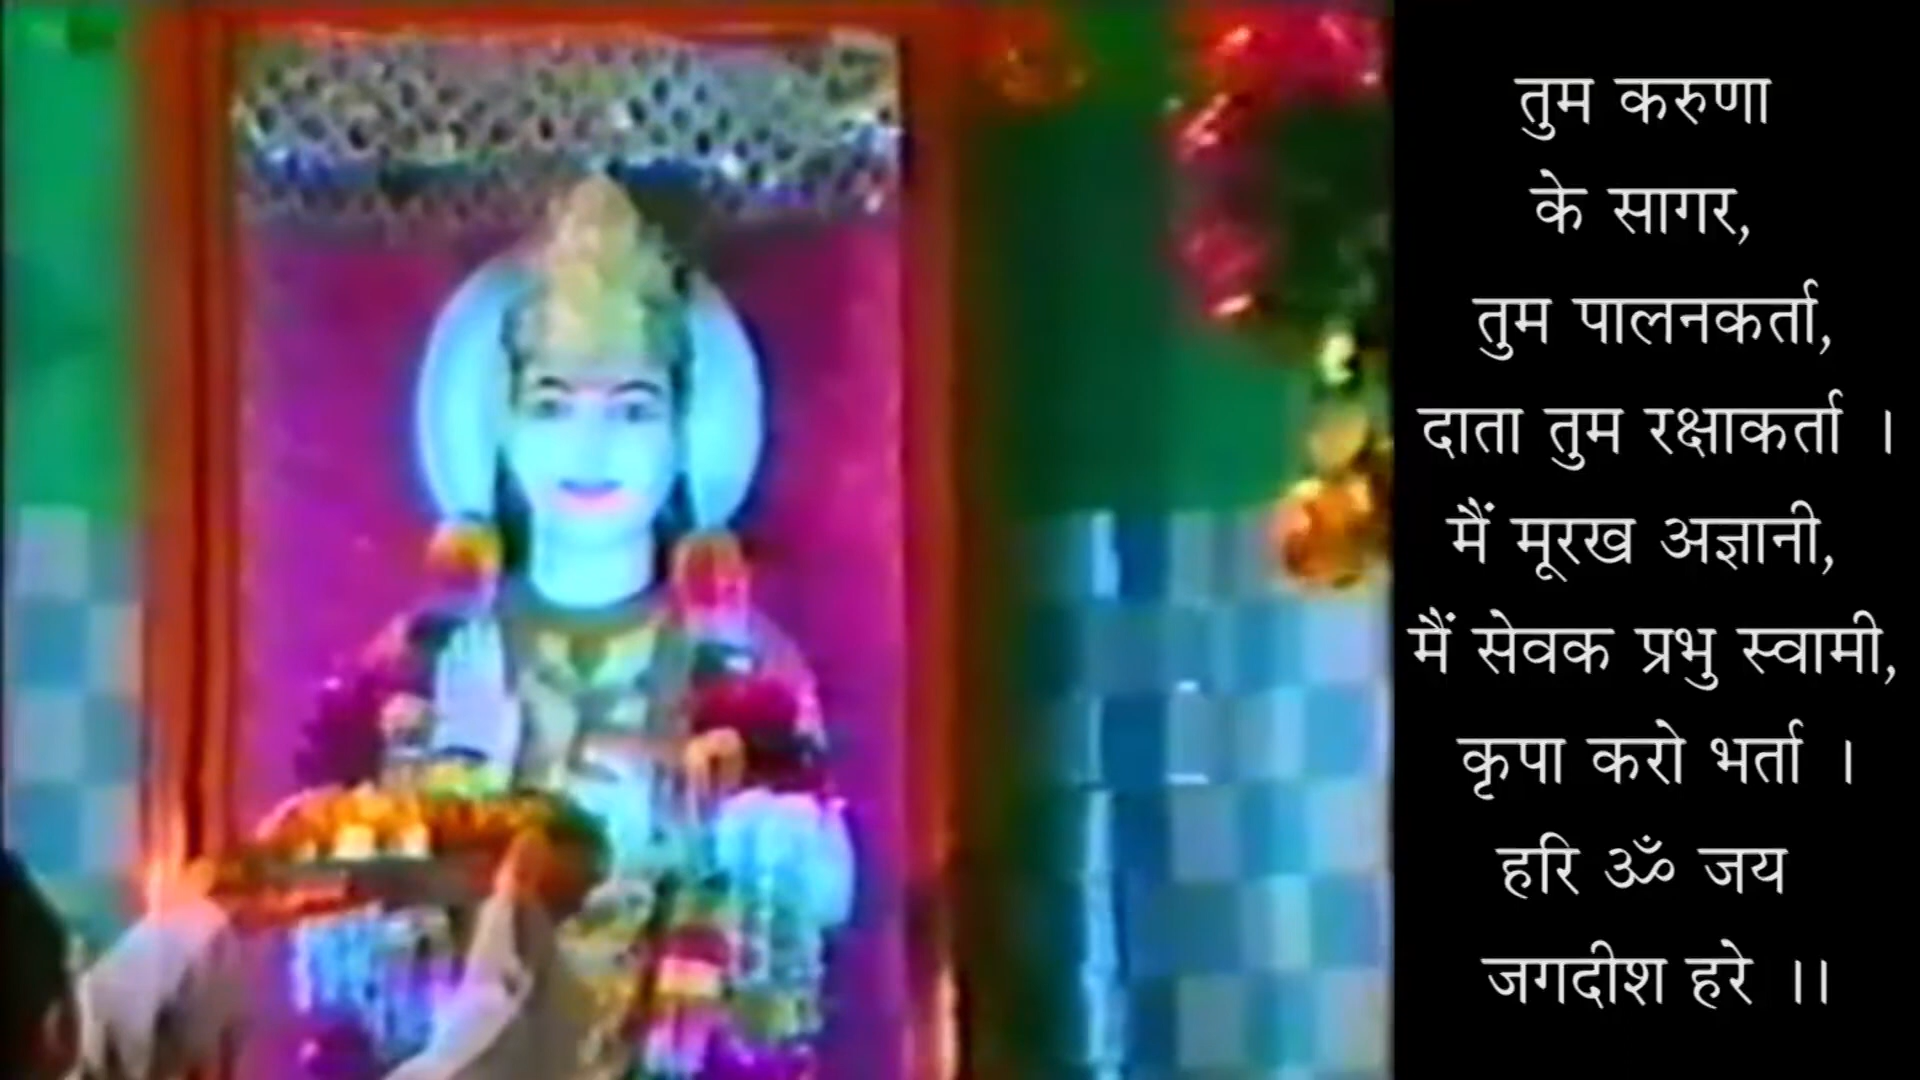 तुम करुणा
के सागर,
तुम पालनकर्ता,
दाता तुम रक्षाकर्ता ।
मैं मूरख अज्ञानी,
मैं सेवक प्रभु स्वामी,
कृपा करो भर्ता ।
हरि ॐ जय
जगदीश हरे ।।